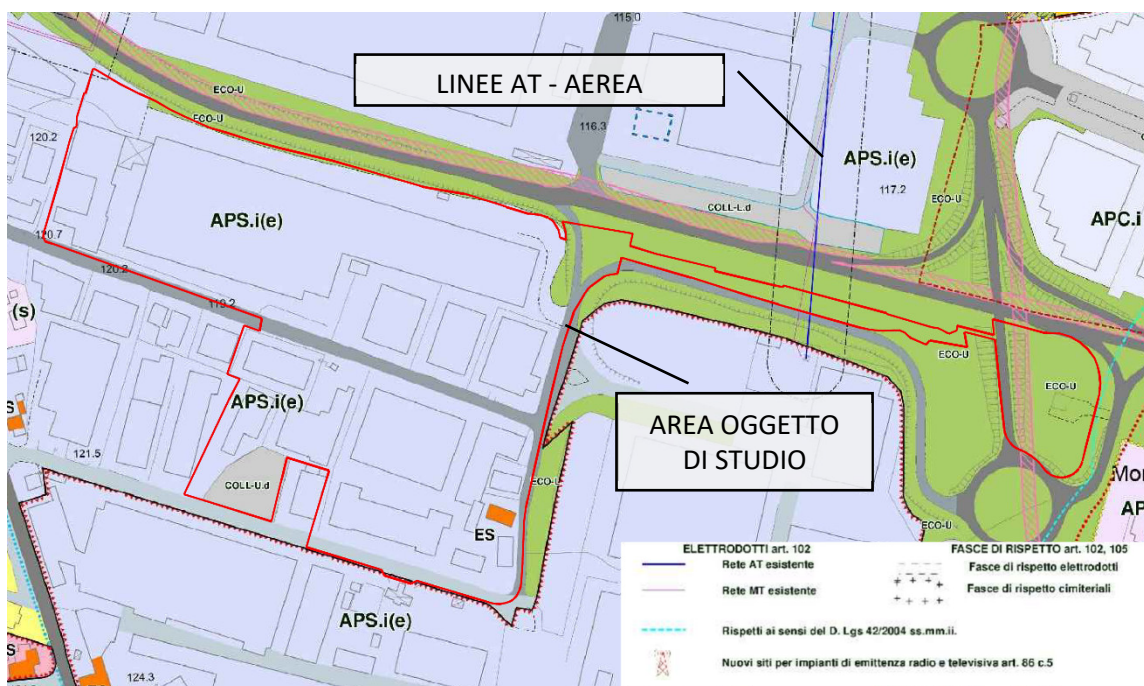 115.0
LINEE AT - AEREA
ECO-U
ECO-U
120.2
116.3
APS.i(e)
117.2
ECO-U
APC.i
COLL-L.d
APS.i(e)
120.7
120.2
119.2
(s)
ECO-U
ECO-U
APS.i(e)
AREA OGGETTO
DI STUDIO
S
121.5
COLL-U.d
ECO-U
Mor
AP
ES
ECO-U
APS.i(e)
S
124.3
ELETTRODOTTI art. 102
Rete AT esistente
Rete MT esistente
Rispetti ai sensi del D. Lgs 42/2004 ss.mm.ii.
Nuovi siti per impianti di emittenza radio e televisiva art. 86 c.5
FASCE DI RISPETTO art. 102, 105
Fasce di rispetto elettrodotti
Fasce di rispetto cimiteriali